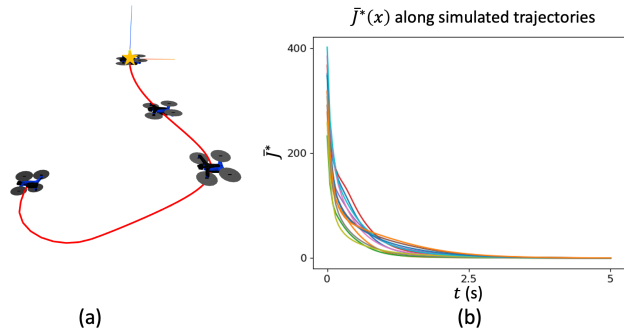 J̄*(x) along simulated trajectories
400
200
0
J̄*
0
2.5
5
t (s)
(a)
(b)